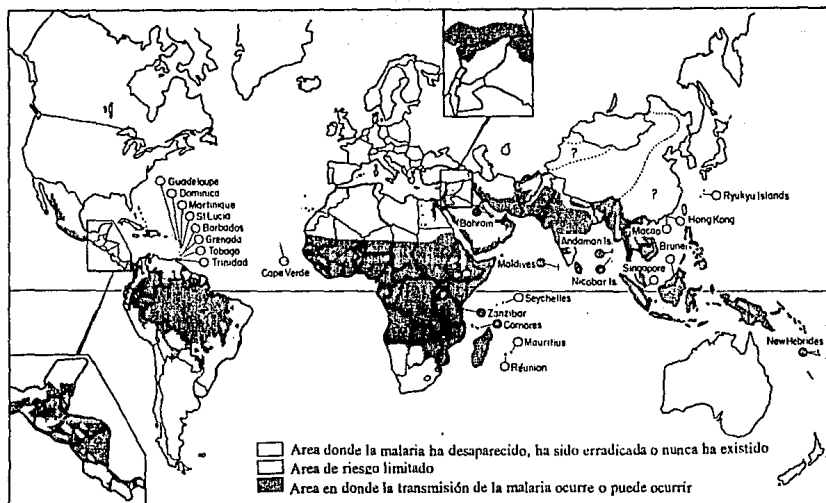 Guadeloupe
Dominica
Martinique
St Lucia
Barbados
Grenada
Tobago
Trinidad
Cape Verde
Bahrain
Maldives
Andaman Is.
Nicobar Is.
Singapore
Macao
Hong Kong
Brunei
Ryukyu Islands
Seychelles
Zanzibar
Comores
Mauritius
Réunion
New Hebrides
?
?
Area donde la malaria ha desaparecido, ha sido erradicada o nunca ha existido
Area de riesgo limitado
Area en donde la transmisión de la malaria ocurre o puede ocurrir